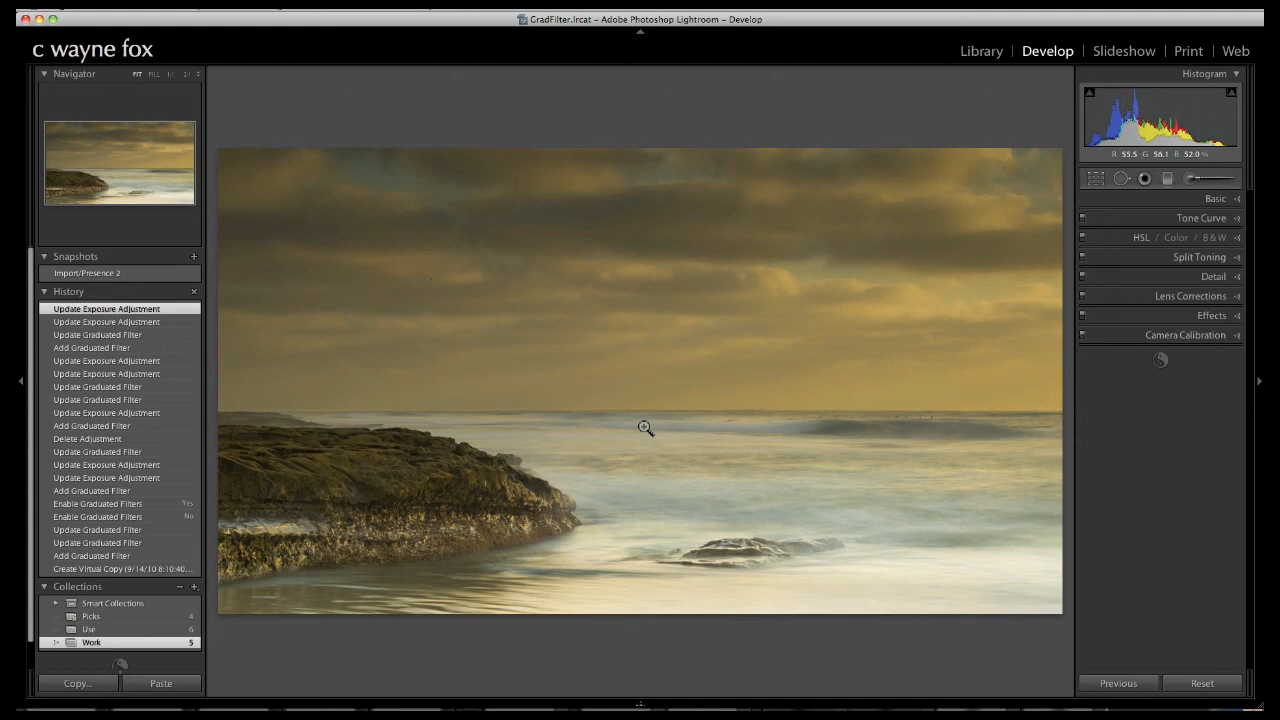 GradFilter.lrcat – Adobe Photoshop Lightroom – Develop
c wayne fox
Library | Develop | Slideshow | Print | Web
Navigator FIT FILL 1:1 2:1
Histogram
R 55.5 G 56.1 B 52.0 %
Basic
Tone Curve
HSL / Color / B & W
Split Toning
Detail
Lens Corrections
Effects
Camera Calibration
Snapshots +
Import/Presence 2
History ×
Update Exposure Adjustment
Update Exposure Adjustment
Update Graduated Filter
Add Graduated Filter
Update Exposure Adjustment
Update Exposure Adjustment
Update Graduated Filter
Update Graduated Filter
Update Exposure Adjustment
Add Graduated Filter
Delete Adjustment
Update Graduated Filter
Update Exposure Adjustment
Update Exposure Adjustment
Add Graduated Filter
Enable Graduated Filters Yes
Enable Graduated Filters No
Update Graduated Filter
Update Graduated Filter
Add Graduated Filter
Create Virtual Copy (9/14/10 8:10:40...
Collections − +
Smart Collections
Picks 4
Use 6
Work 5
Copy... Paste
Previous Reset